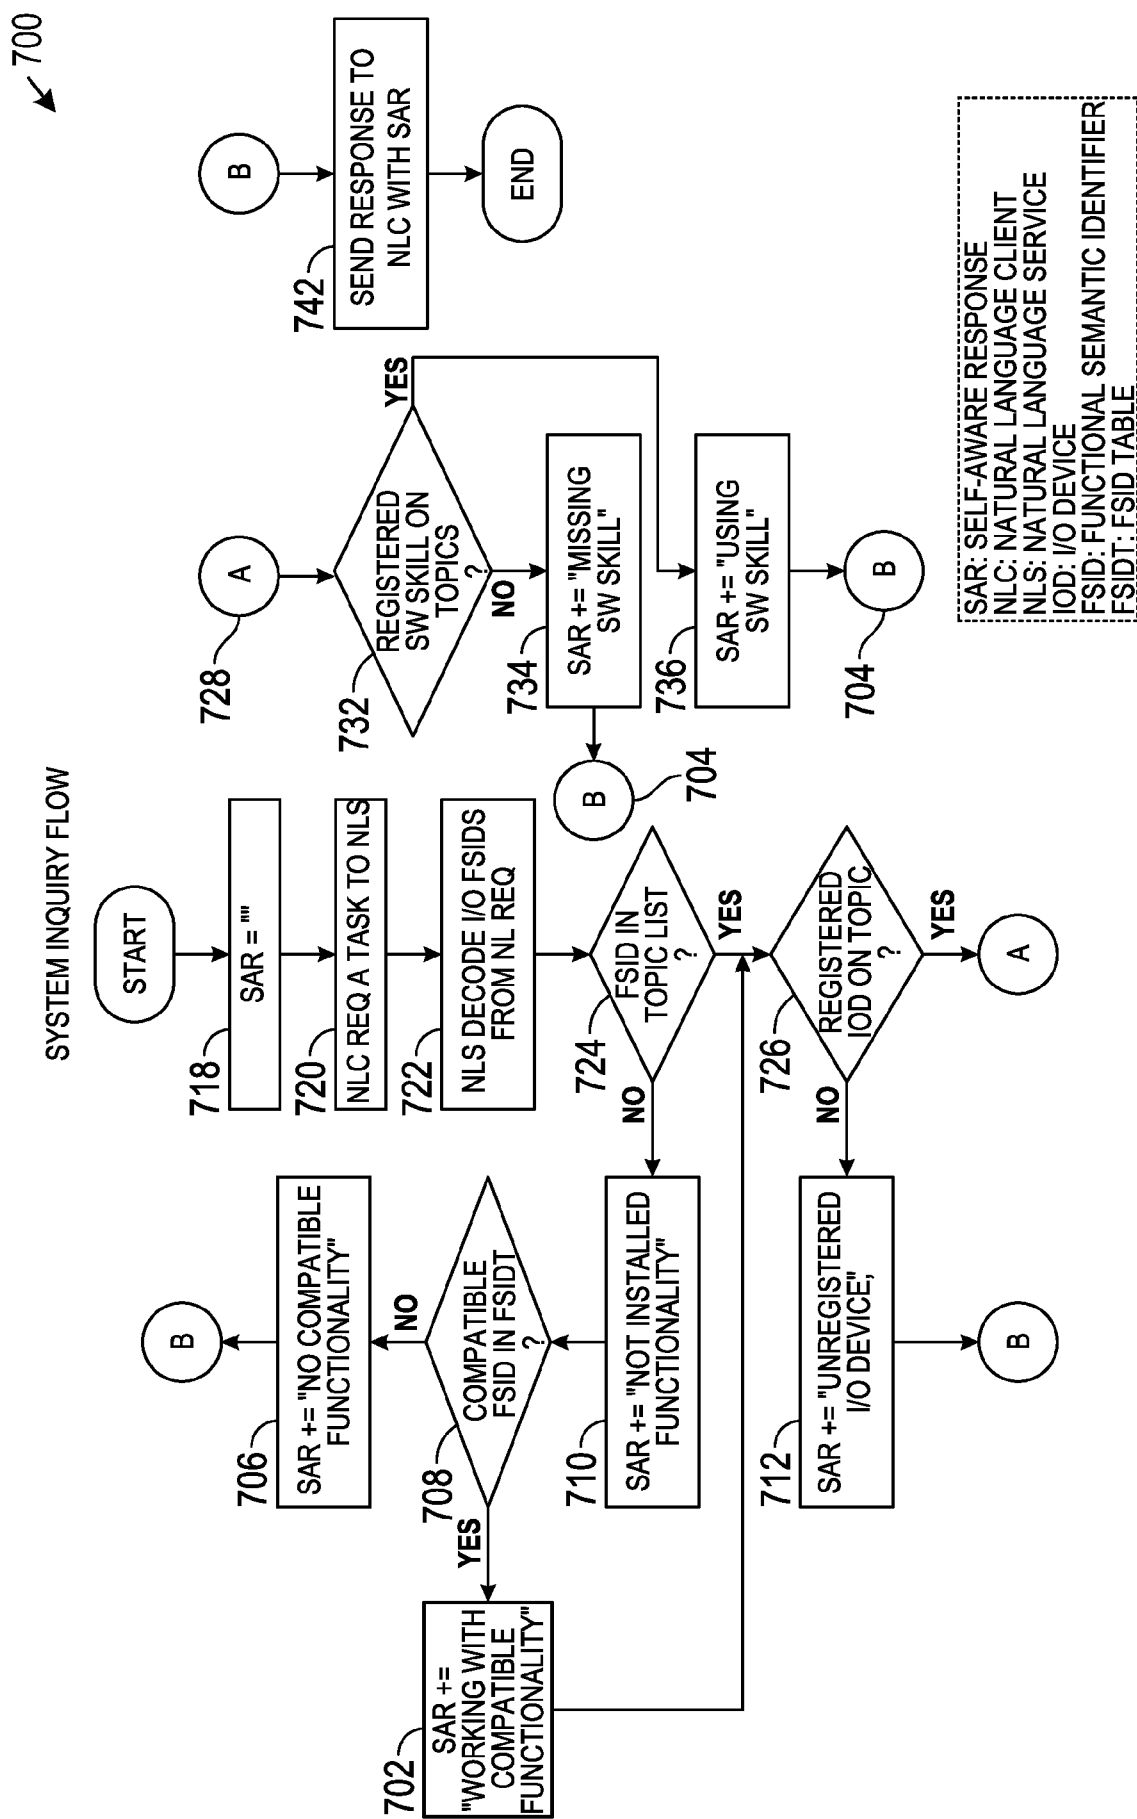 700
SYSTEM INQUIRY FLOW
START
718
SAR = ""
720
NLC REQ A TASK TO NLS
722
NLS DECODE I/O FSIDS
FROM NL REQ
724
FSID IN
TOPIC LIST
?
NO
YES
726
REGISTERED
IOD ON TOPIC
?
NO
YES
A
B
706
SAR += "NO COMPATIBLE
FUNCTIONALITY"
NO
708
COMPATIBLE
FSID IN FSIDT
?
YES
710
SAR += "NOT INSTALLED
FUNCTIONALITY"
712
SAR += "UNREGISTERED
I/O DEVICE",
B
702
SAR +=
"WORKING WITH
COMPATIBLE
FUNCTIONALITY"
A
728
732
REGISTERED
SW SKILL ON
TOPICS
?
YES
NO
734
SAR += "MISSING
SW SKILL"
B
704
736
SAR += "USING
SW SKILL"
B
704
B
742
SEND RESPONSE TO
NLC WITH SAR
END
SAR: SELF-AWARE RESPONSE
NLC: NATURAL LANGUAGE CLIENT
NLS: NATURAL LANGUAGE SERVICE
IOD: I/O DEVICE
FSID: FUNCTIONAL SEMANTIC IDENTIFIER
FSIDT: FSID TABLE